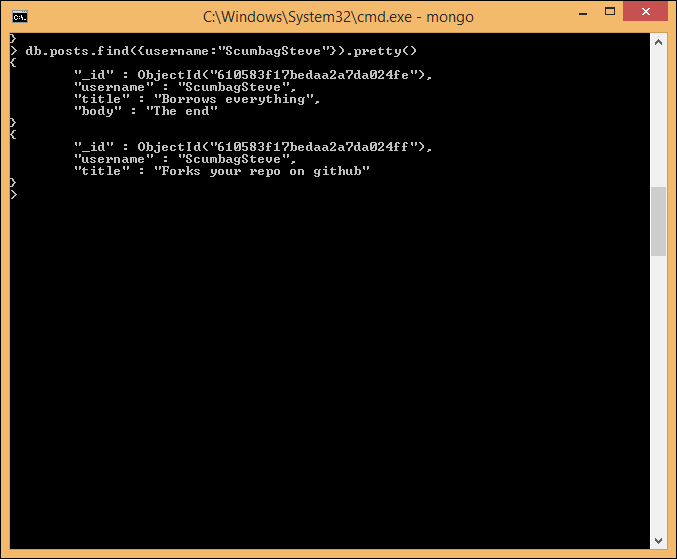 C:\Windows\System32\cmd.exe - mongo
}
> db.posts.find({username:"ScumbagSteve"}).pretty()
{
        "_id" : ObjectId("610583f17bedaa2a7da024fe"),
        "username" : "ScumbagSteve",
        "title" : "Borrows everything",
        "body" : "The end"
}
{
        "_id" : ObjectId("610583f17bedaa2a7da024ff"),
        "username" : "ScumbagSteve",
        "title" : "Forks your repo on github"
}
>